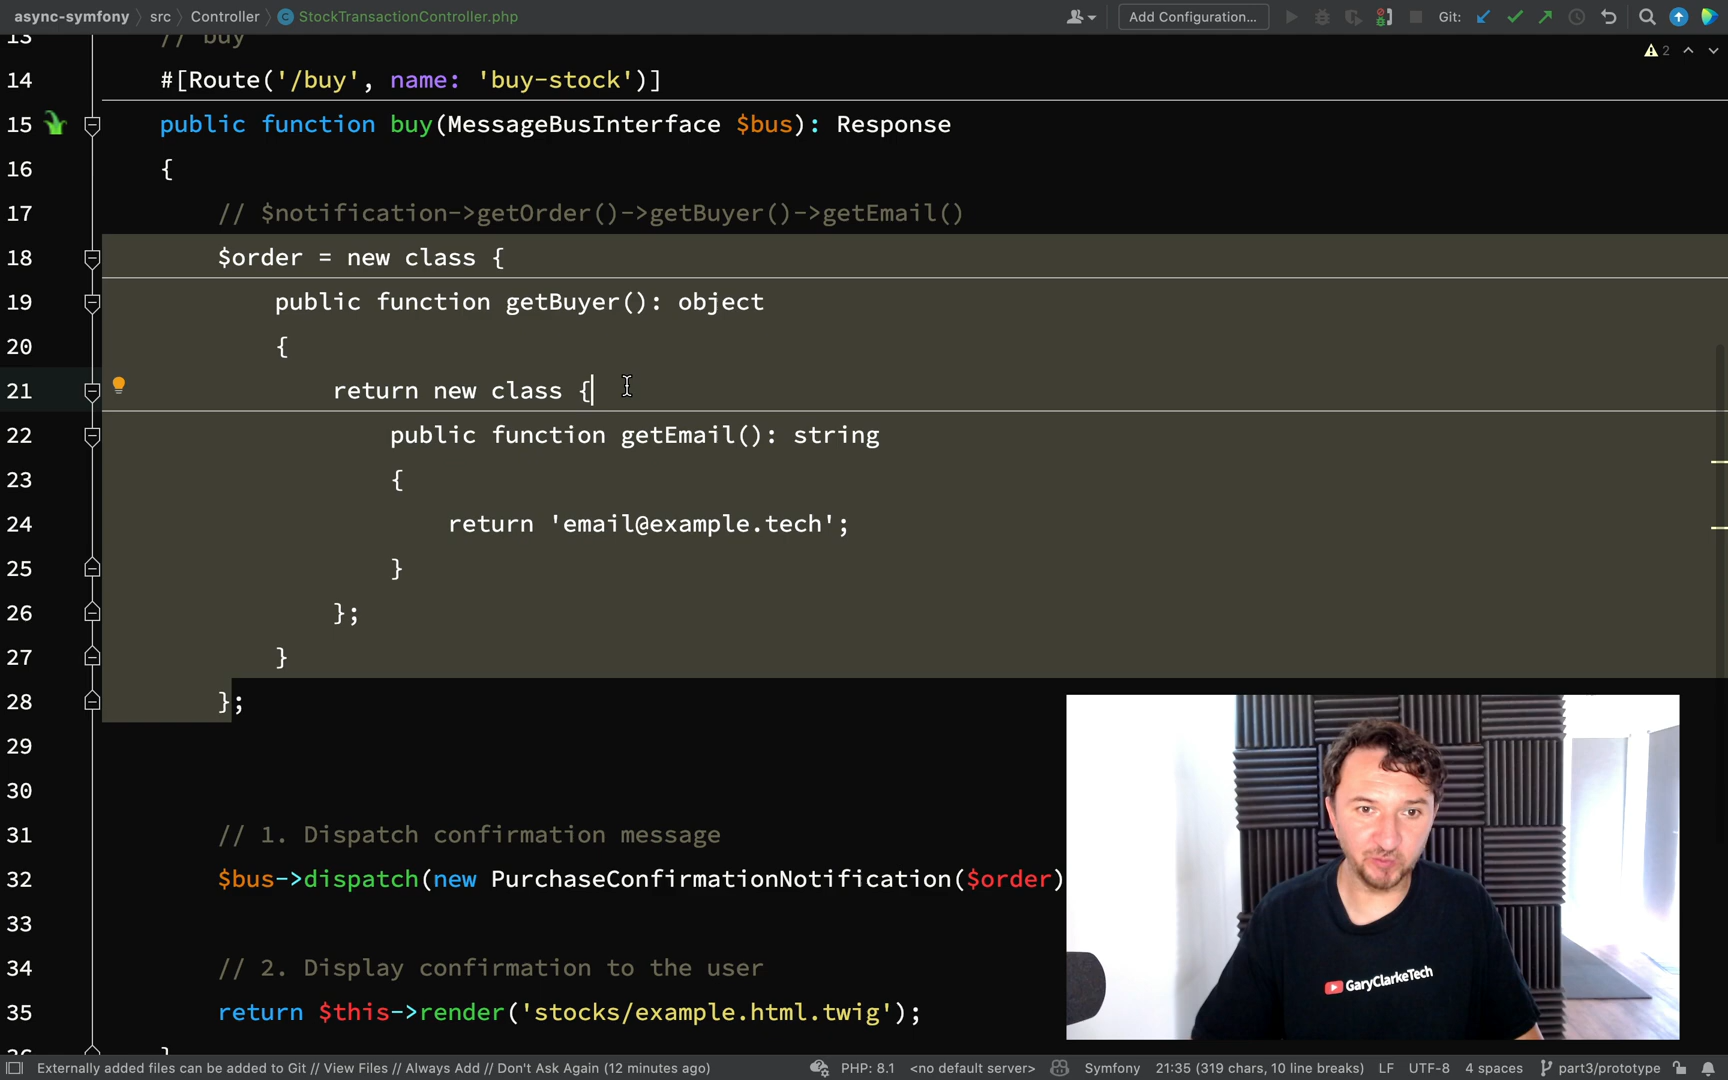 async-symfony src Controller StockTransactionController.php Add Configuration... Git:
2
13 // buy
14 #[Route('/buy', name: 'buy-stock')]
15 public function buy(MessageBusInterface $bus): Response
16 {
17 // $notification->getOrder()->getBuyer()->getEmail()
18 $order = new class {
19 public function getBuyer(): object
20 {
21 return new class {
22 public function getEmail(): string
23 {
24 return 'email@example.tech';
25 }
26 };
27 }
28 };
29
30
31 // 1. Dispatch confirmation message
32 $bus->dispatch(new PurchaseConfirmationNotification($order)
33
34 // 2. Display confirmation to the user
35 return $this->render('stocks/example.html.twig');
36 }
GaryClarkeTech
Externally added files can be added to Git // View Files // Always Add // Don't Ask Again (12 minutes ago) PHP: 8.1 <no default server> Symfony 21:35 (319 chars, 10 line breaks) LF UTF-8 4 spaces part3/prototype